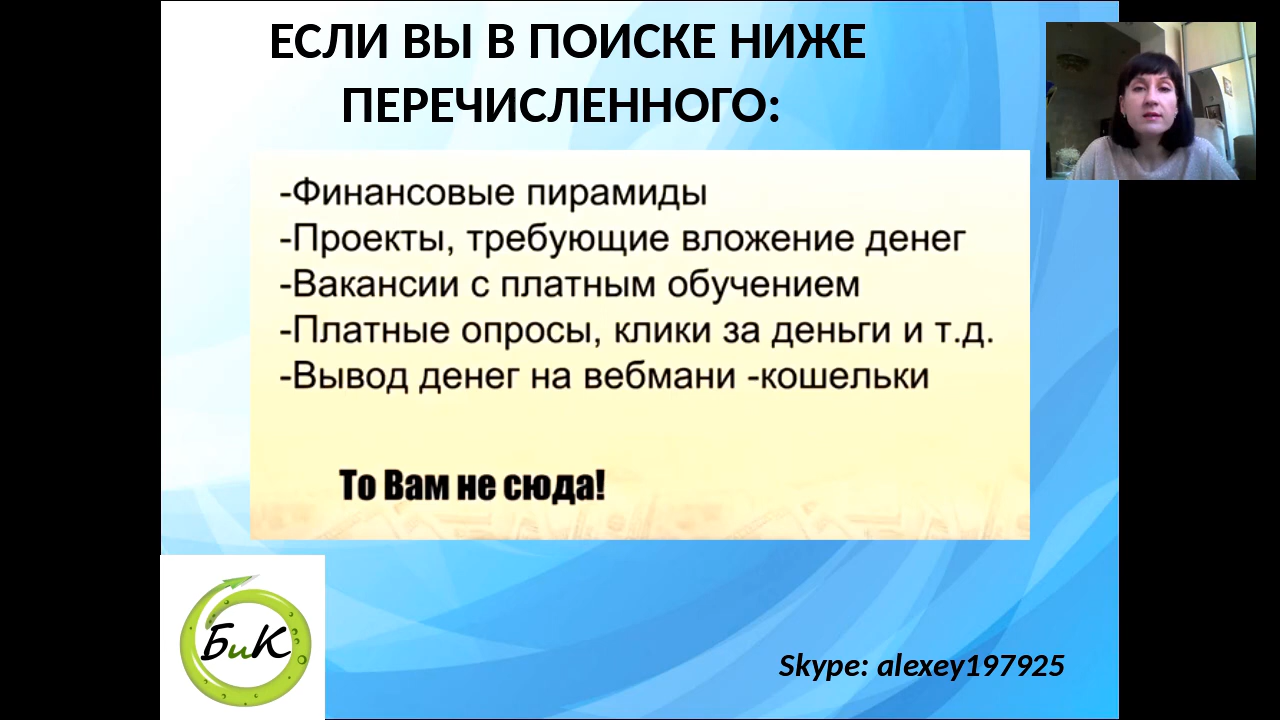 ЕСЛИ ВЫ В ПОИСКЕ НИЖЕ
ПЕРЕЧИСЛЕННОГО:
-Финансовые пирамиды
-Проекты, требующие вложение денег
-Вакансии с платным обучением
-Платные опросы, клики за деньги и т.д.
-Вывод денег на вебмани -кошельки
То Вам не сюда!
БиК
Skype: alexey197925